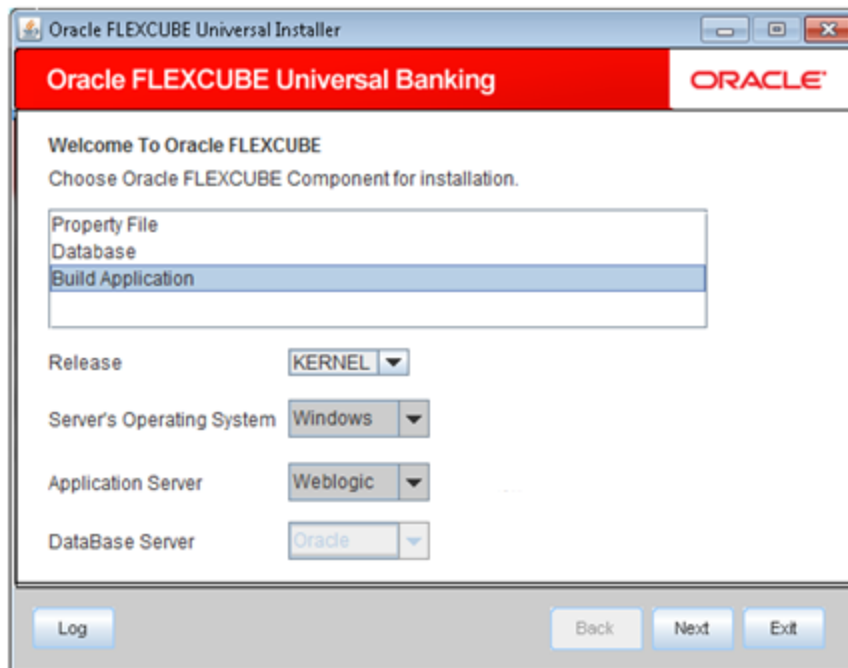 Oracle FLEXCUBE Universal Installer
Oracle FLEXCUBE Universal Banking
ORACLE
Welcome To Oracle FLEXCUBE
Choose Oracle FLEXCUBE Component for installation.
Property File
Database
Build Application
Release KERNEL
Server's Operating System Windows
Application Server Weblogic
DataBase Server Oracle
Log Back Next Exit